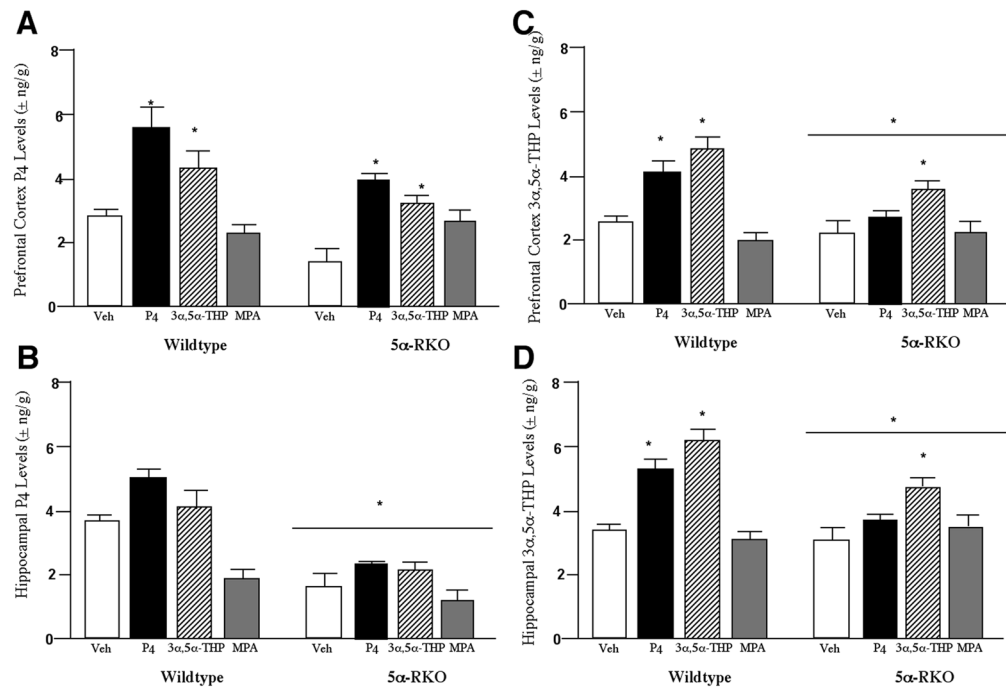 A
Prefrontal Cortex P4 Levels (± ng/g)
8
6
4
2
0
*
*
*
*
Veh P4 3α,5α-THP MPA Veh P4 3α,5α-THP MPA
Wildtype 5α-RKO
B
Hippocampal P4 Levels (± ng/g)
8
6
4
2
0
*
Veh P4 3α,5α-THP MPA Veh P4 3α,5α-THP MPA
Wildtype 5α-RKO
C
Prefrontal Cortex 3α,5α-THP Levels (± ng/g)
8
6
4
2
0
*
*
*
*
Veh P4 3α,5α-THP MPA Veh P4 3α,5α-THP MPA
Wildtype 5α-RKO
D
Hippocampal 3α,5α-THP Levels (± ng/g)
8
6
4
2
0
*
*
*
*
Veh P4 3α,5α-THP MPA Veh P4 3α,5α-THP MPA
Wildtype 5α-RKO